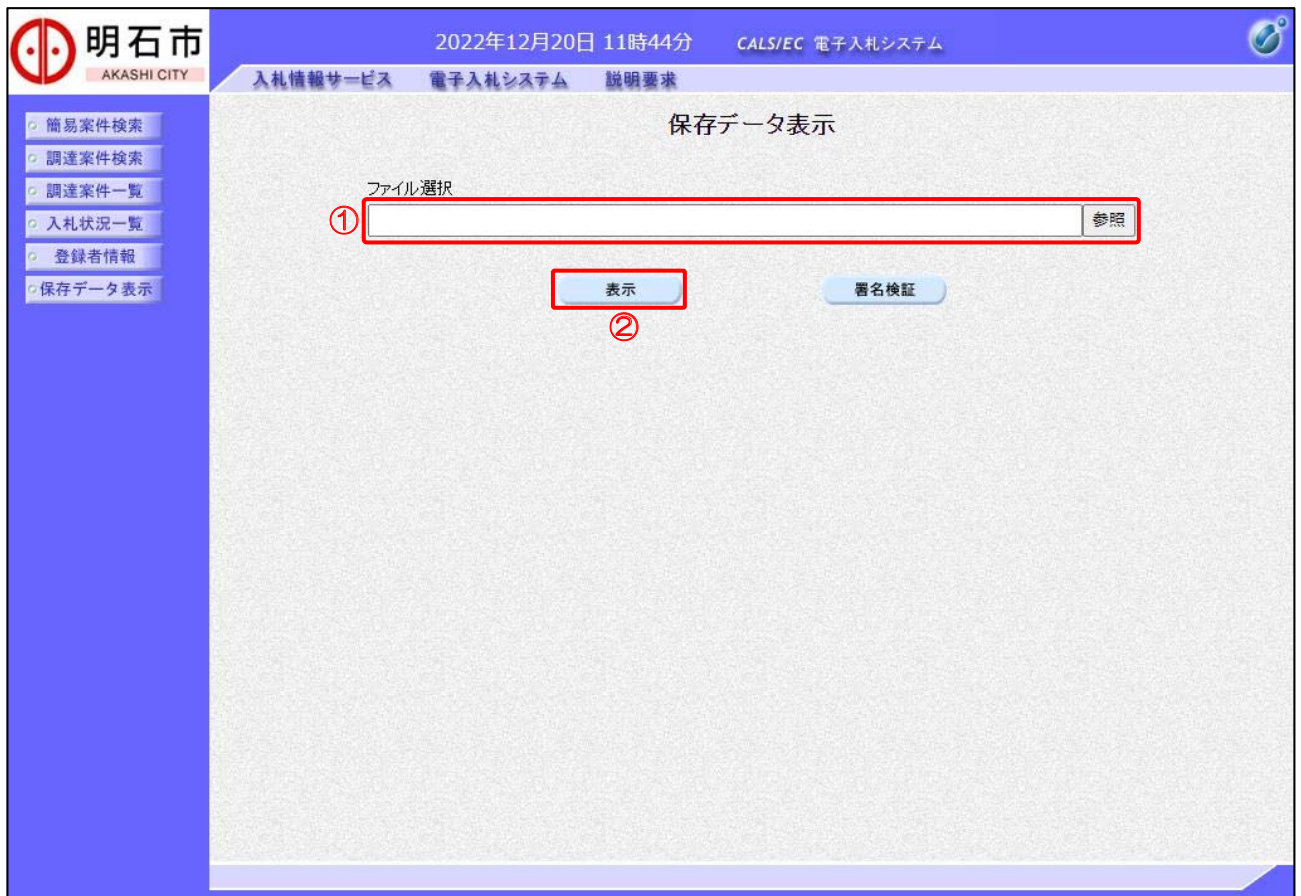 明石市
AKASHI CITY
2022年12月20日 11時44分 CALS/EC 電子入札システム
入札情報サービス 電子入札システム 説明要求
簡易案件検索
調達案件検索
調達案件一覧
入札状況一覧
登録者情報
保存データ表示
保存データ表示
ファイル選択
① 参照
表示 署名検証
②